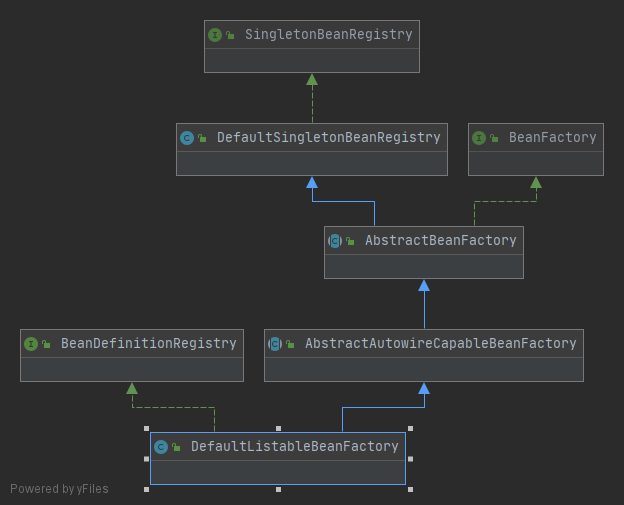 SingletonBeanRegistry
DefaultSingletonBeanRegistry
BeanFactory
AbstractBeanFactory
BeanDefinitionRegistry
AbstractAutowireCapableBeanFactory
DefaultListableBeanFactory
Powered by yFiles